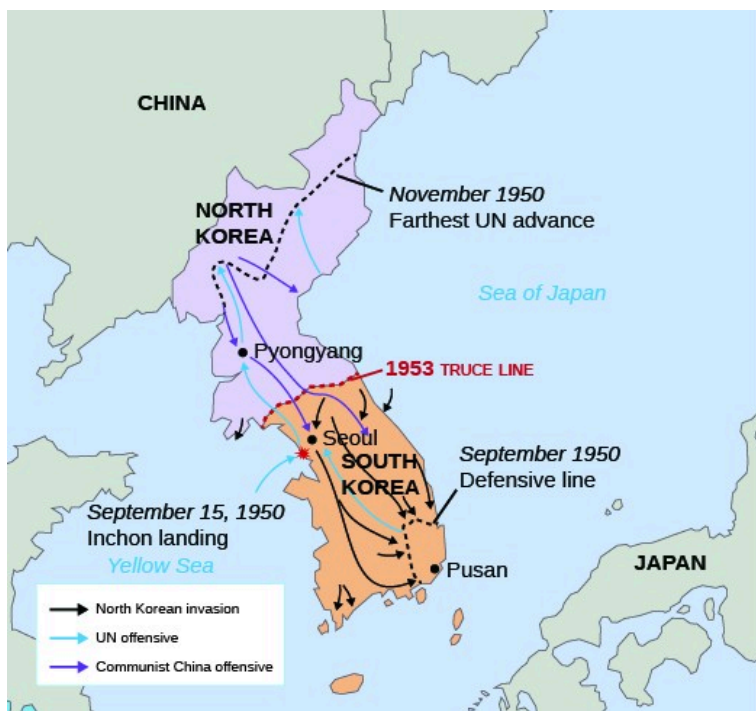 CHINA
NORTH
KOREA
November 1950
Farthest UN advance
Sea of Japan
Pyongyang
1953 TRUCE LINE
Seoul
SOUTH
KOREA
September 1950
Defensive line
September 15, 1950
Inchon landing
Yellow Sea
Pusan
JAPAN
North Korean invasion
UN offensive
Communist China offensive